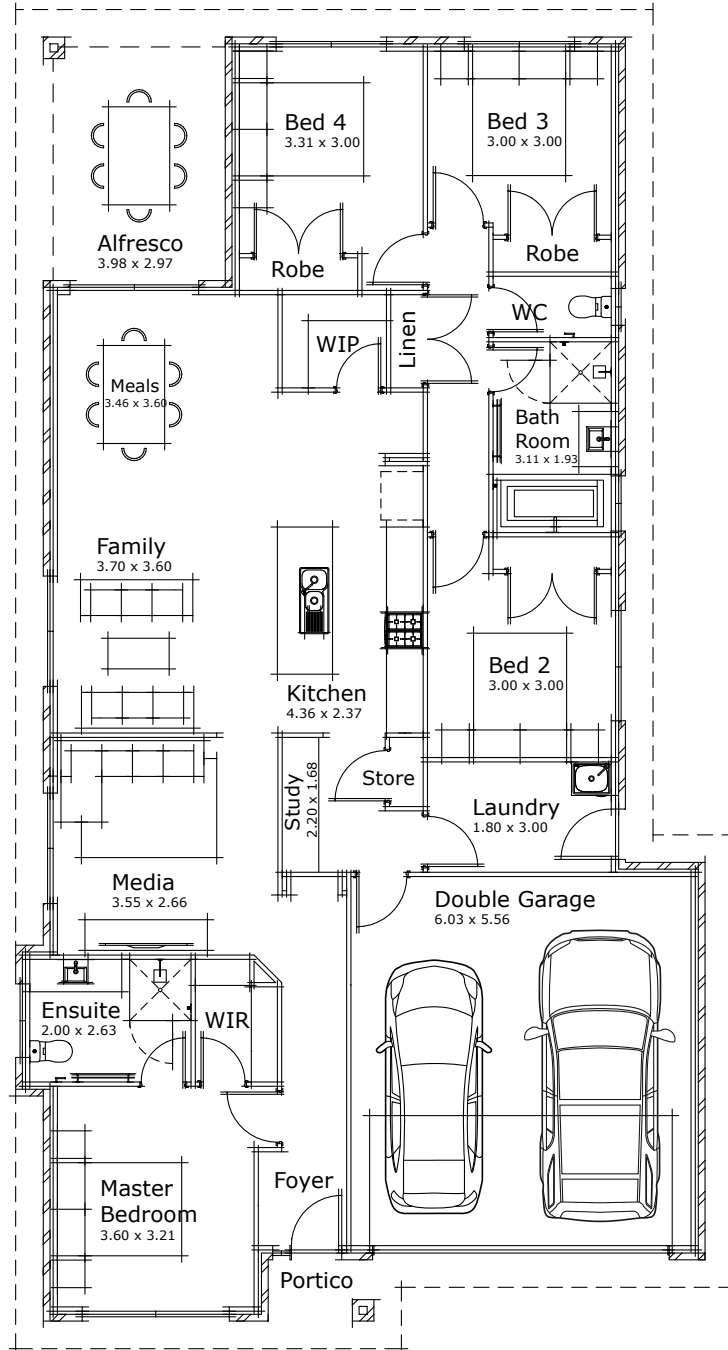 Bed 4
3.31 x 3.00
Bed 3
3.00 x 3.00
Alfresco
3.98 x 2.97
Robe
Robe
WC
WIP
Linen
Meals
3.46 x 3.60
Bath
Room
3.11 x 1.93
Family
3.70 x 3.60
Kitchen
4.36 x 2.37
Bed 2
3.00 x 3.00
Study
2.20 x 1.68
Store
Laundry
1.80 x 3.00
Media
3.55 x 2.66
Double Garage
6.03 x 5.56
Ensuite
2.00 x 2.63
WIR
Foyer
Master
Bedroom
3.60 x 3.21
Portico